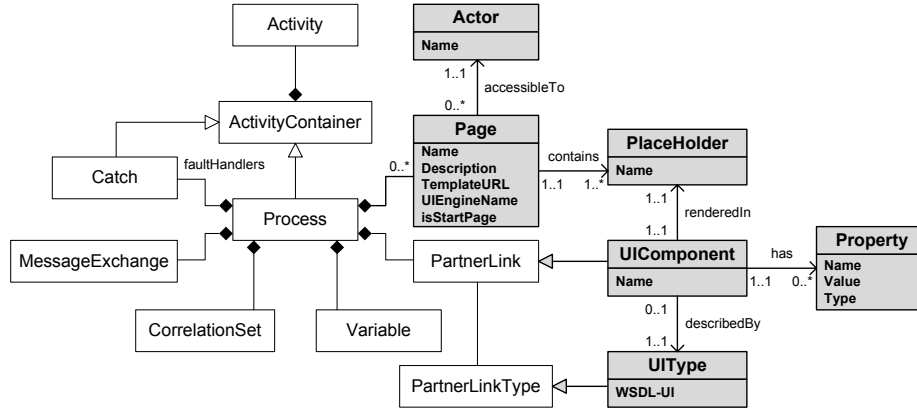 Activity
Actor
Name
1..1
accessibleTo
0..*
ActivityContainer
Page
Name
Description
TemplateURL
UIEngineName
isStartPage
contains
1..1
1..*
PlaceHolder
Name
faultHandlers
0..*
Catch
Process
1..1
renderedIn
1..1
MessageExchange
PartnerLink
UIComponent
Name
has
1..1
0..*
Property
Name
Value
Type
CorrelationSet
Variable
0..1
describedBy
1..1
PartnerLinkType
UIType
WSDL-UI